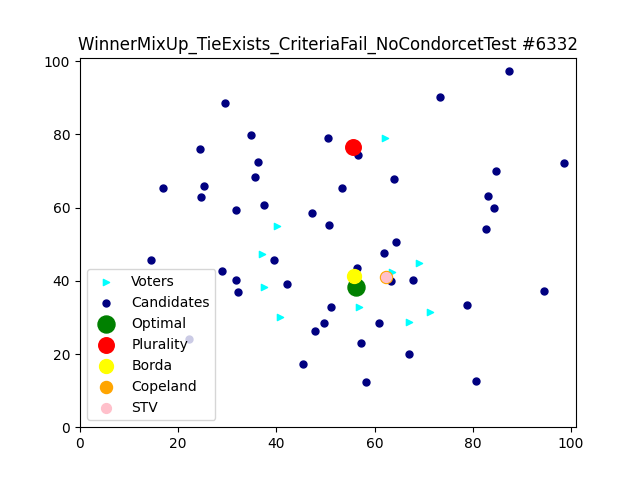 WinnerMixUp_TieExists_CriteriaFail_NoCondorcetTest #6332
100
80
60
40
20
0
Voters
Candidates
Optimal
Plurality
Borda
Copeland
STV
0 20 40 60 80 100